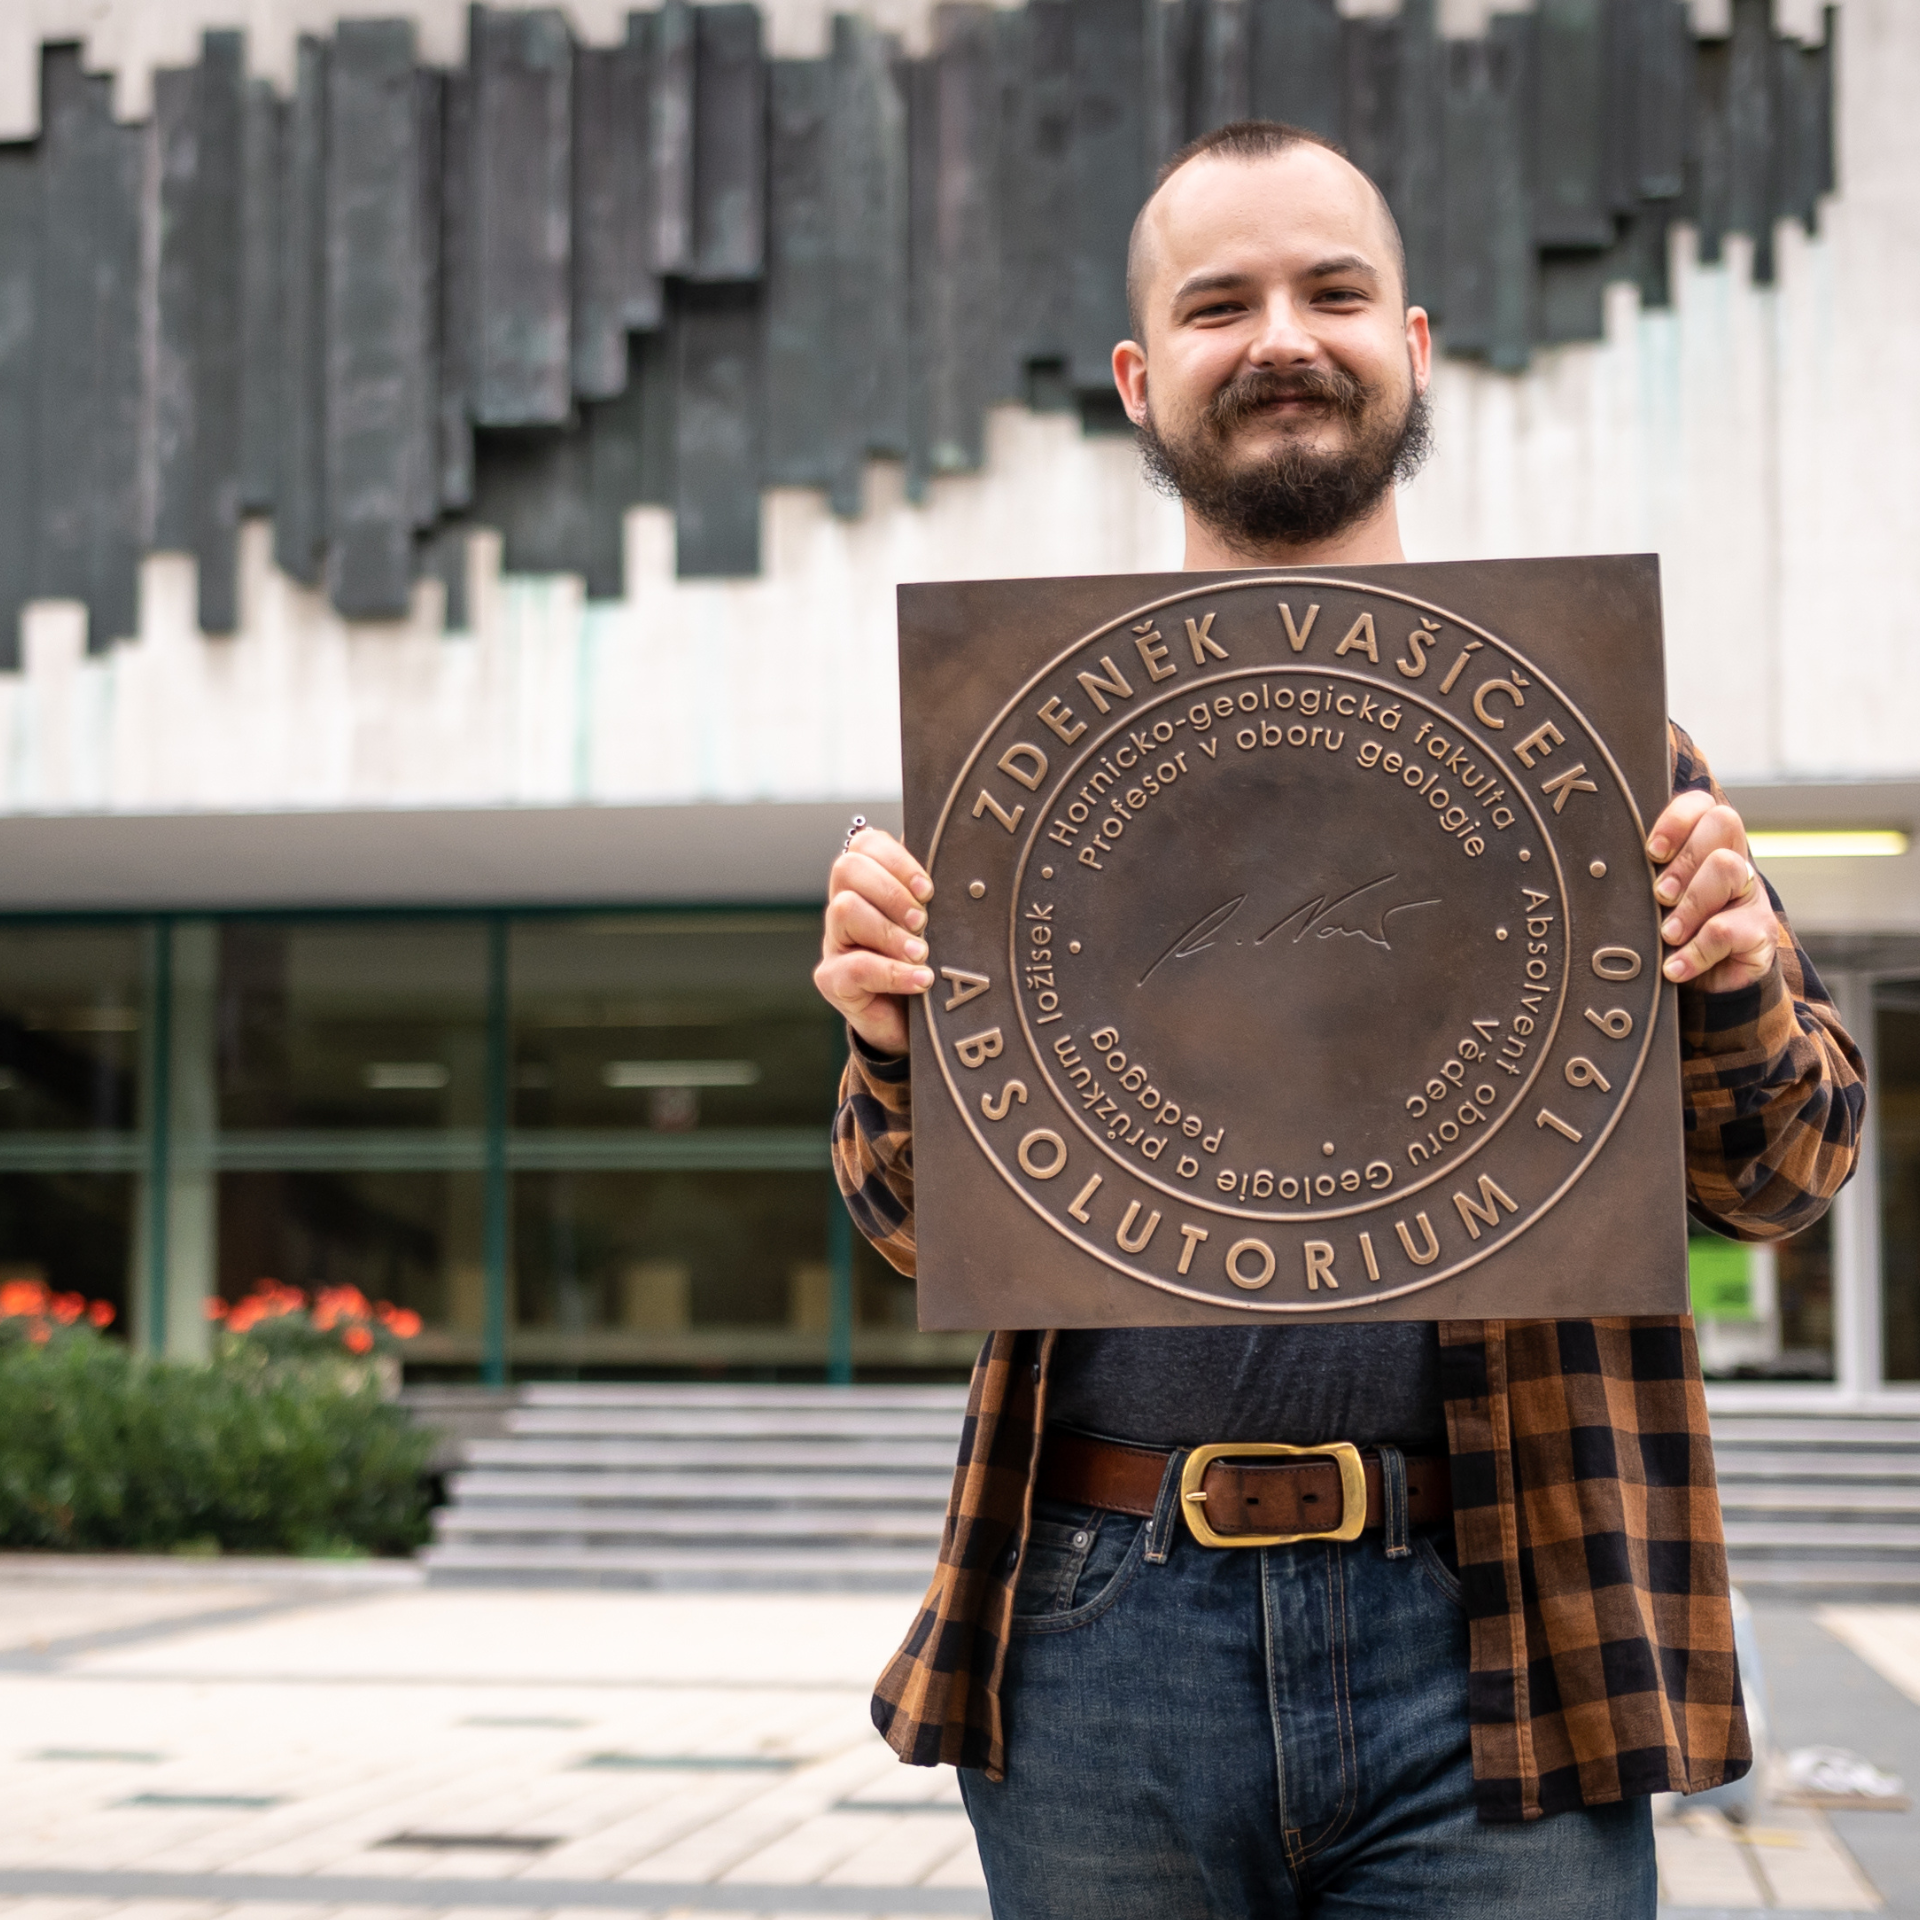 ZDENĚK VAŠÍČEK
ABSOLUTORIUM 1960
Hornicko-geologická fakulta
Absolvent oboru Geologie a průzkum ložisek
Profesor v oboru geologie
Vědec
Pedagog